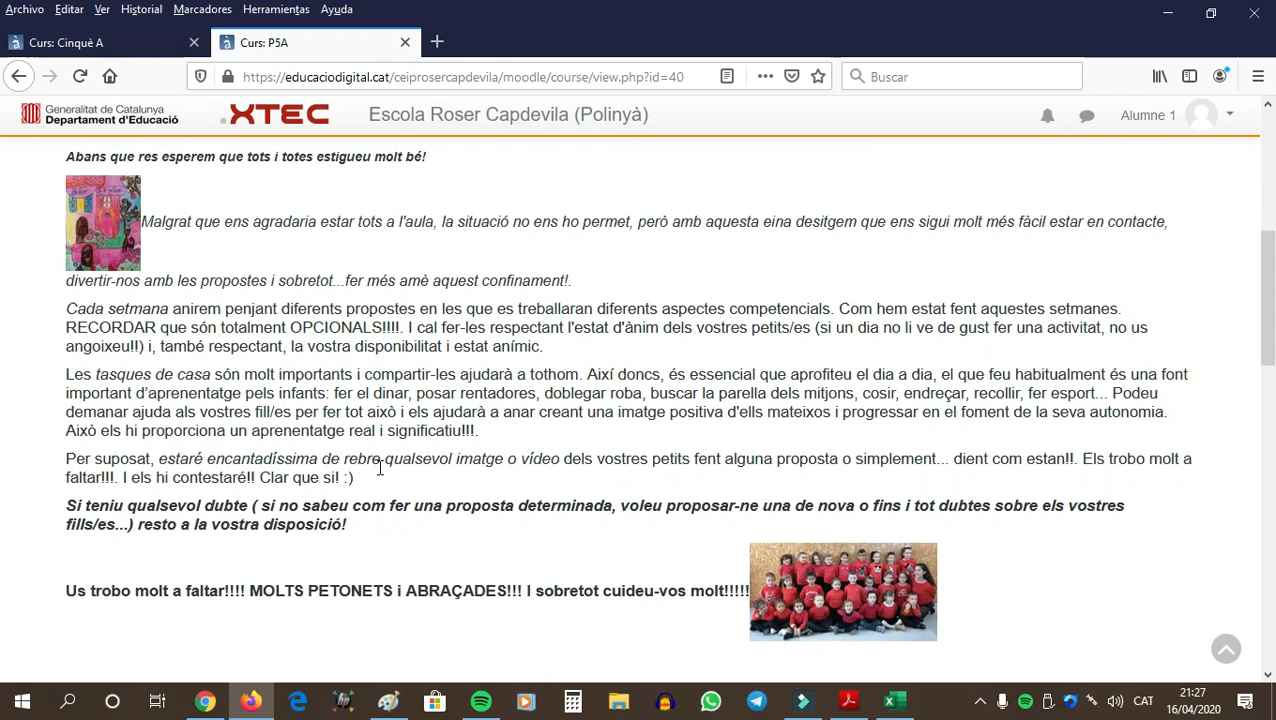 Archivo Editar Ver Historial Marcadores Herramientas Ayuda
Curs: Cinquè A
Curs: P5A
https://educaciodigital.cat/ceiprosercapdevila/moodle/course/view.php?id=40
Buscar
Generalitat de Catalunya
Departament d'Educació
XTEC
Escola Roser Capdevila (Polinyà)
Alumne 1
Abans que res esperem que tots i totes estigueu molt bé!
Malgrat que ens agradaria estar tots a l'aula, la situació no ens ho permet, però amb aquesta eina desitgem que ens sigui molt més fàcil estar en contacte,
divertir-nos amb les propostes i sobretot...fer més amè aquest confinament!.
Cada setmana anirem penjant diferents propostes en les que es treballaran diferents aspectes competencials. Com hem estat fent aquestes setmanes.
RECORDAR que són totalment OPCIONALS!!!!. I cal fer-les respectant l'estat d'ànim dels vostres petits/es (si un dia no li ve de gust fer una activitat, no us
angoixeu!!) i, també respectant, la vostra disponibilitat i estat anímic.
Les tasques de casa són molt importants i compartir-les ajudarà a tothom. Així doncs, és essencial que aprofiteu el dia a dia, el que feu habitualment és una font
important d'aprenentatge pels infants: fer el dinar, posar rentadores, doblegar roba, buscar la parella dels mitjons, cosir, endreçar, recollir, fer esport... Podeu
demanar ajuda als vostres fill/es per fer tot això i els ajudarà a anar creant una imatge positiva d'ells mateixos i progressar en el foment de la seva autonomia.
Això els hi proporciona un aprenentatge real i significatiu!!!.
Per suposat, estaré encantadíssima de rebre qualsevol imatge o vídeo dels vostres petits fent alguna proposta o simplement... dient com estan!!. Els trobo molt a
faltar!!!. I els hi contestaré!! Clar que si! :)
Si teniu qualsevol dubte ( si no sabeu com fer una proposta determinada, voleu proposar-ne una de nova o fins i tot dubtes sobre els vostres
fills/es...) resto a la vostra disposició!
Us trobo molt a faltar!!!! MOLTS PETONETS i ABRAÇADES!!! I sobretot cuideu-vos molt!!!!!
CAT
21:27
16/04/2020